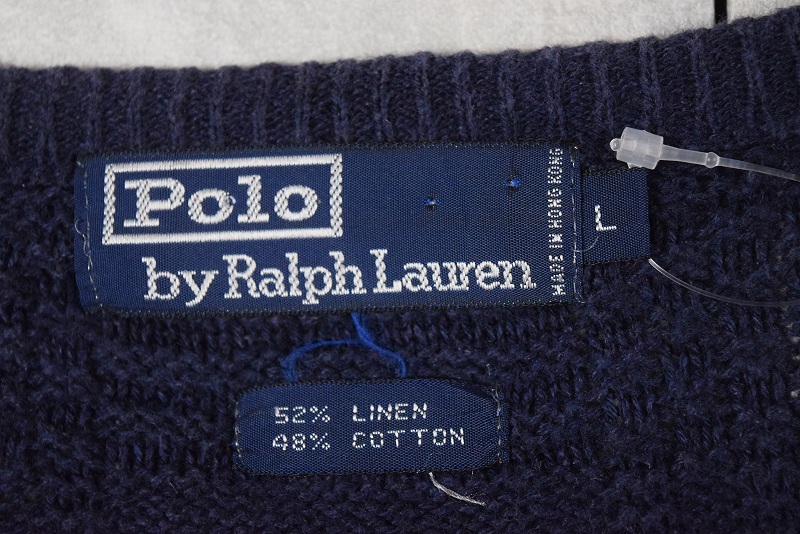 Polo
by Ralph Lauren
MADE IN HONG KONG
L
52% LINEN
48% COTTON